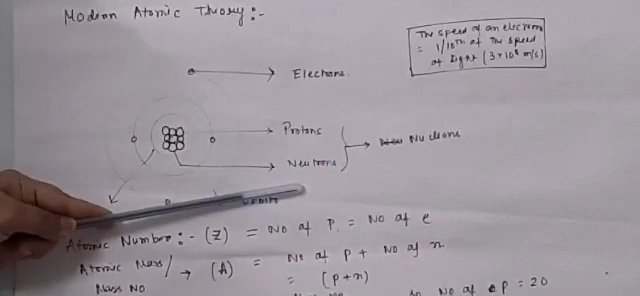 Modern Atomic Theory:-
The speed of an electron
= 1/10th of the speed
of light (3×10⁸ m/s)
Electrons.
Protons
Neutrons
Nucleons
Atomic Number:- (Z) = No of P = No of e
Atomic Mass/
Mass No
→ (A) = No of P + No of n
= (p+n)
No of P = 20